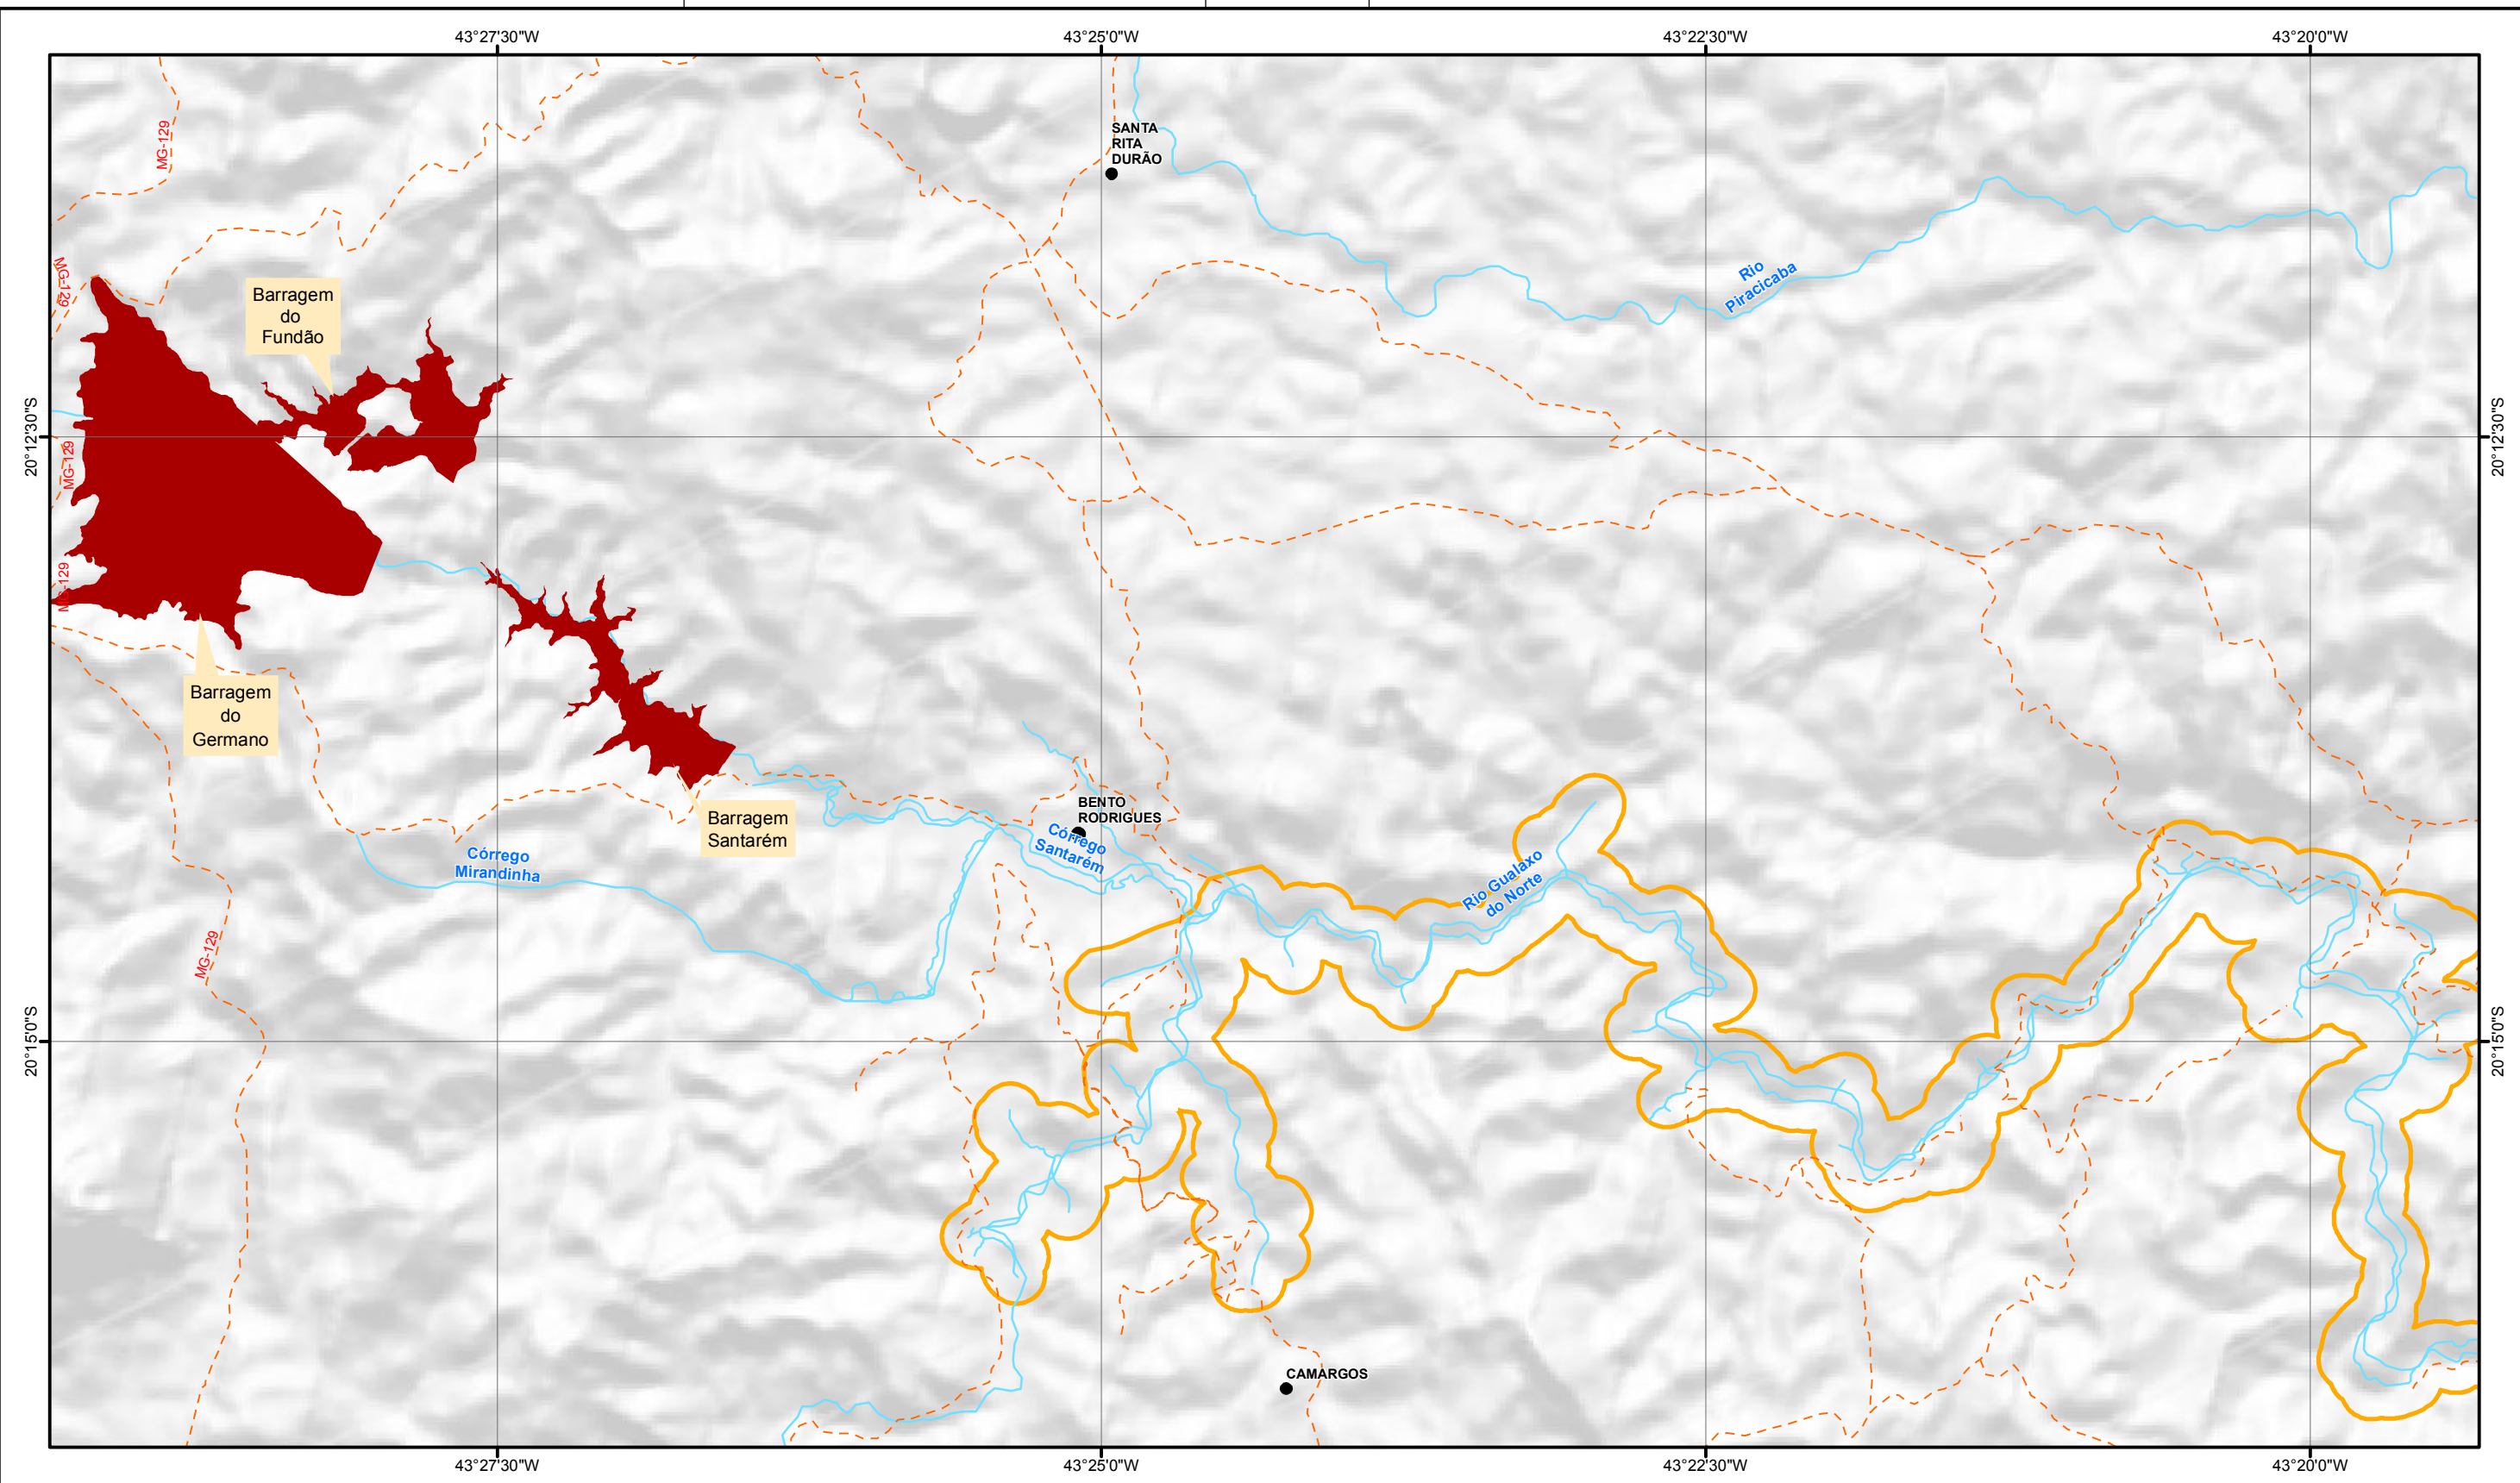 43°27'30"W
43°25'0"W
43°22'30"W
43°20'0"W
SANTA
RITA
DURÃO
MG-129
MG-129
Rio
Piracicaba
Barragem
do
Fundão
20°12'30"S
20°12'30"S
MG-129
MG-129
Barragem
do
Germano
BENTO
RODRIGUES
Barragem
Santarém
Córrego
Santarém
Córrego
Mirandinha
Rio Gualaxo
do Norte
MG-129
20°15'0"S
20°15'0"S
CAMARGOS
43°27'30"W
43°25'0"W
43°22'30"W
43°20'0"W